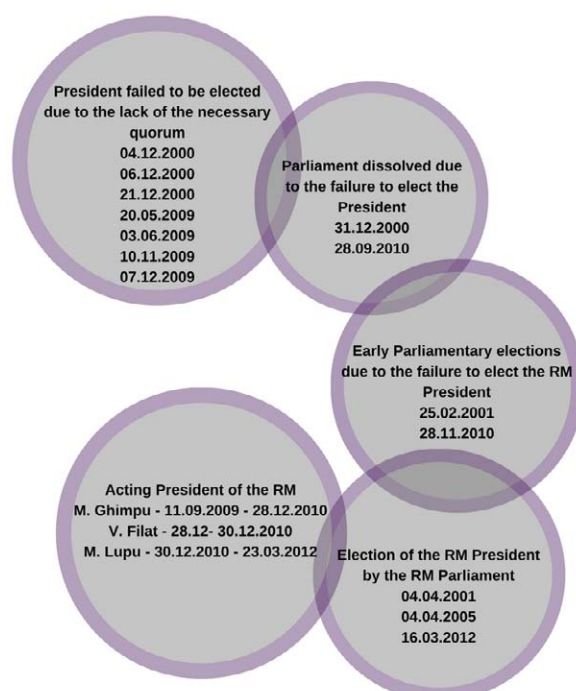 President failed to be elected
due to the lack of the necessary
quorum
04.12.2000
06.12.2000
21.12.2000
20.05.2009
03.06.2009
10.11.2009
07.12.2009
Parliament dissolved due
to the failure to elect the
President
31.12.2000
28.09.2010
Early Parliamentary elections
due to the failure to elect the RM
President
25.02.2001
28.11.2010
Acting President of the RM
M. Ghimpu - 11.09.2009 - 28.12.2010
V. Filat - 28.12- 30.12.2010
M. Lupu - 30.12.2010 - 23.03.2012
Election of the RM President
by the RM Parliament
04.04.2001
04.04.2005
16.03.2012